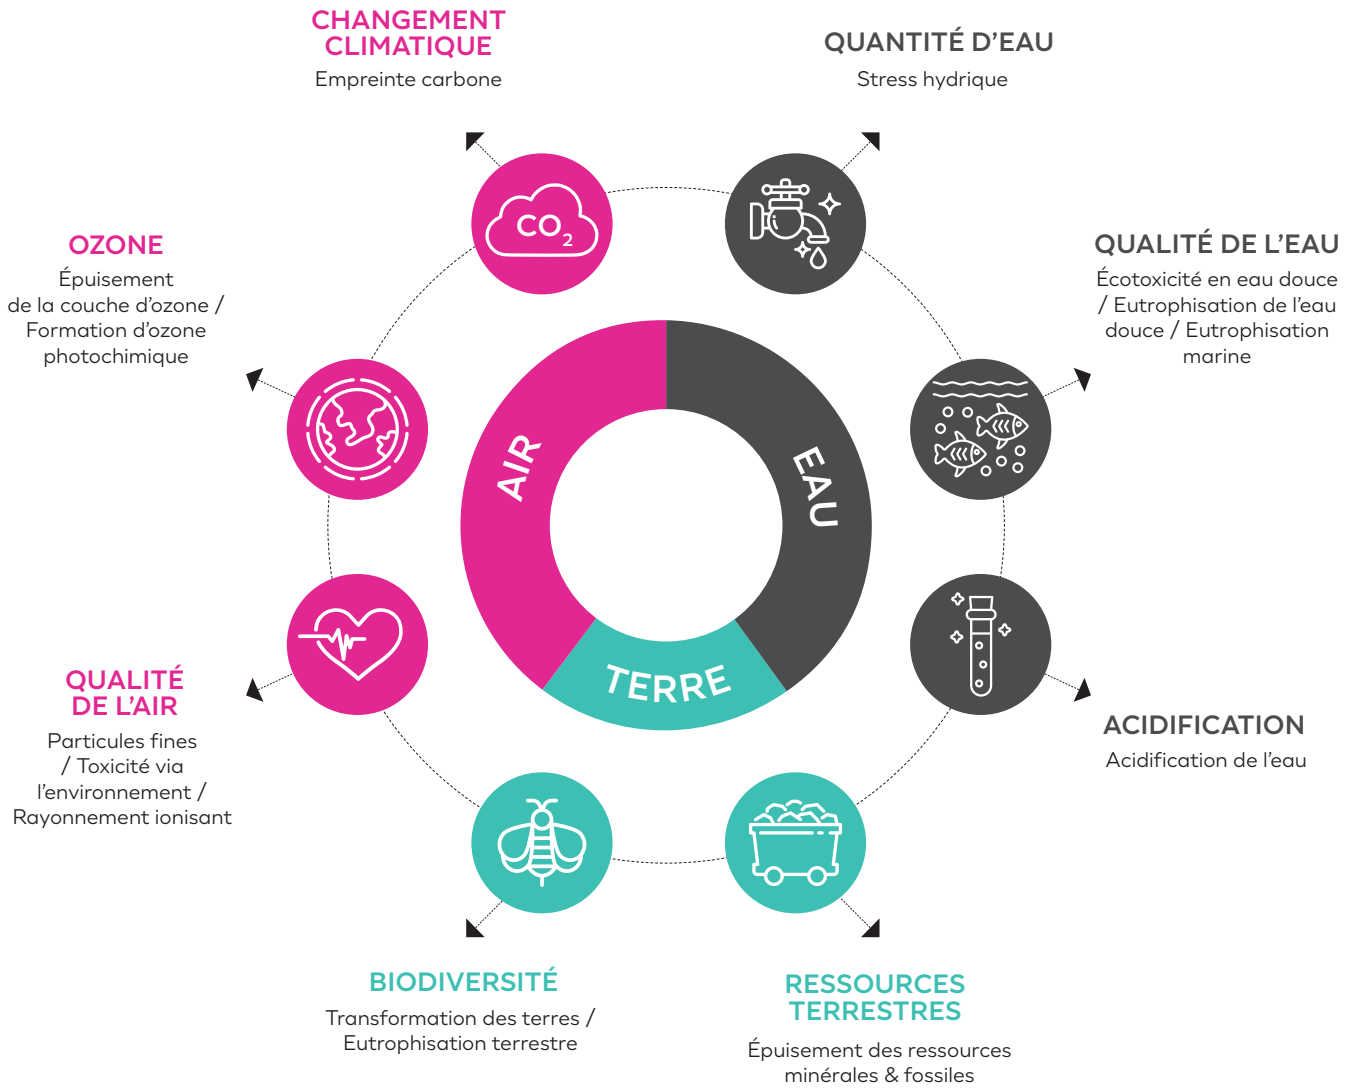 CHANGEMENT
CLIMATIQUE
Empreinte carbone
QUANTITÉ D’EAU
Stress hydrique
CO2
OZONE
Épuisement
de la couche d’ozone /
Formation d’ozone
photochimique
QUALITÉ DE L’EAU
Écotoxicité en eau douce
/ Eutrophisation de l’eau
douce / Eutrophisation
marine
AIR
EAU
TERRE
QUALITÉ
DE L’AIR
Particules fines
/ Toxicité via
l’environnement /
Rayonnement ionisant
ACIDIFICATION
Acidification de l’eau
BIODIVERSITÉ
Transformation des terres /
Eutrophisation terrestre
RESSOURCES
TERRESTRES
Épuisement des ressources
minérales & fossiles